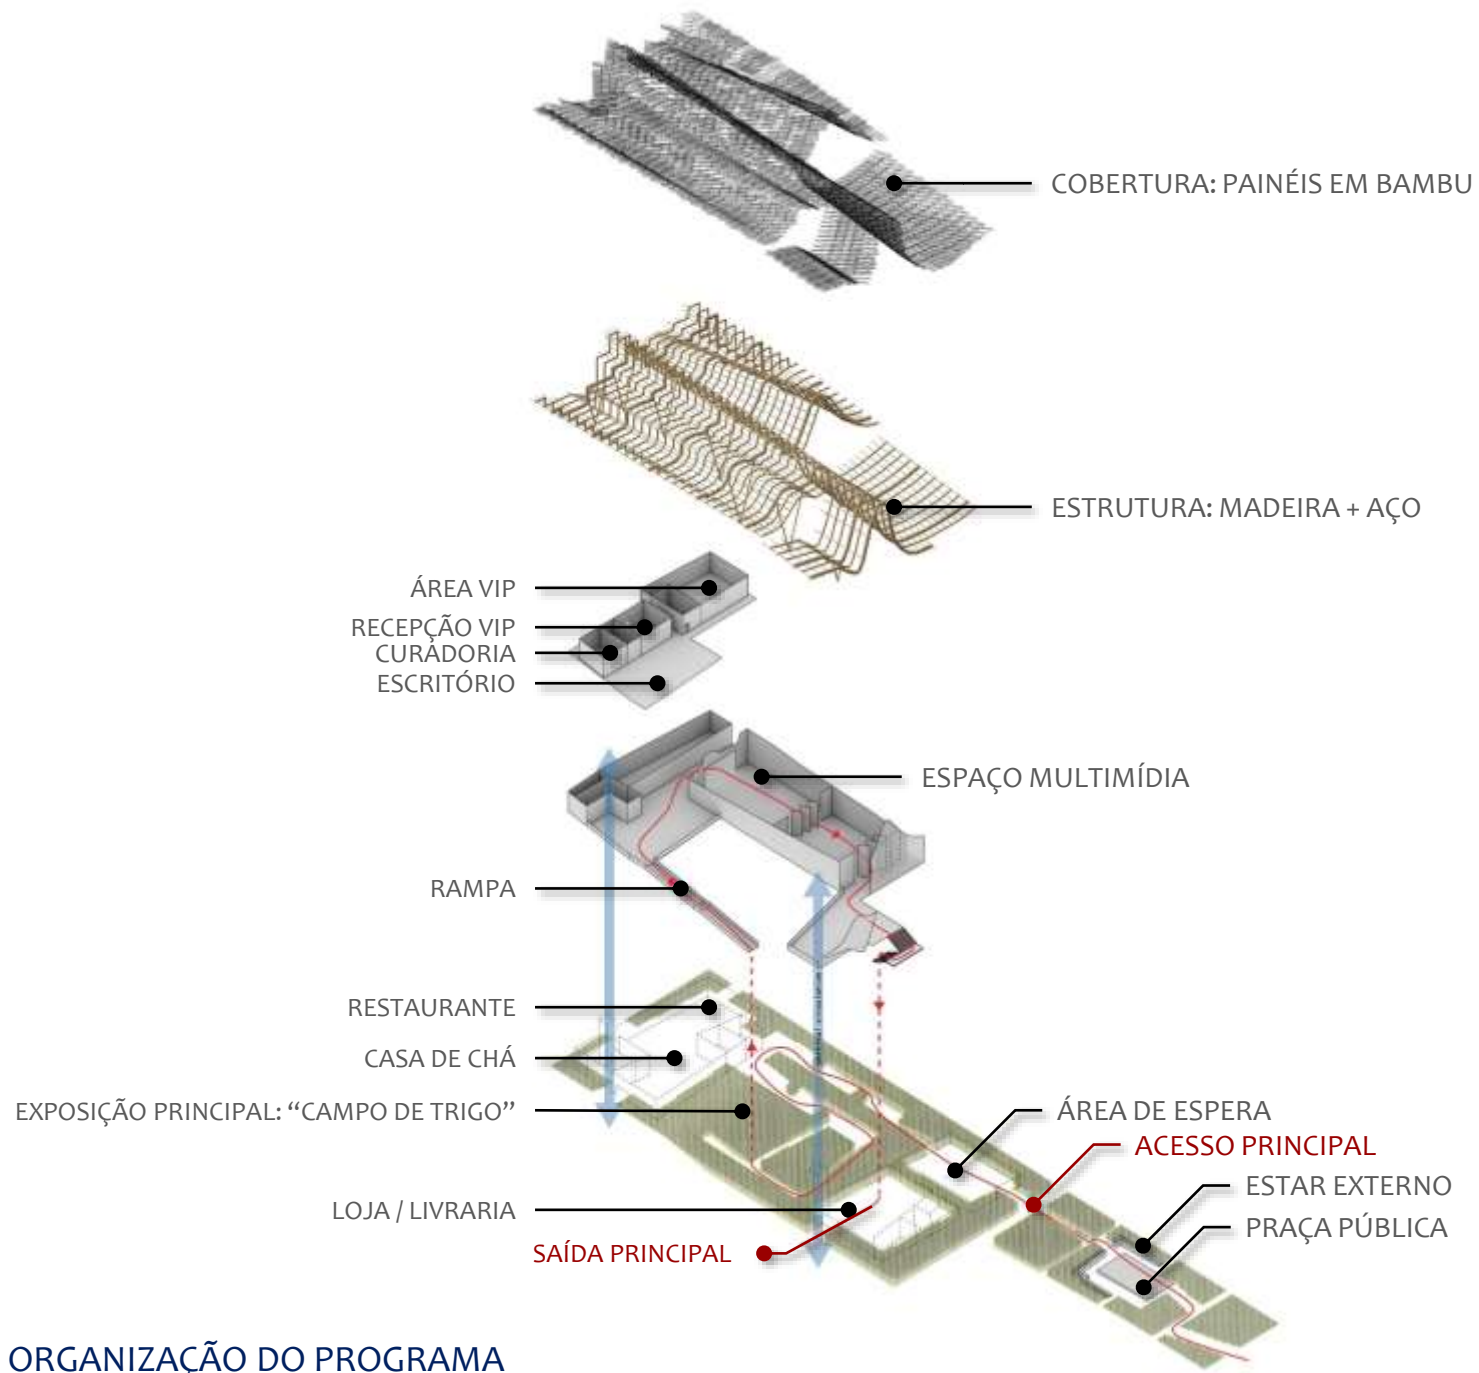 COBERTURA: PAINÉIS EM BAMBU
ESTRUTURA: MADEIRA + AÇO
ÁREA VIP
RECEPÇÃO VIP
CURADORIA
ESCRITÓRIO
ESPAÇO MULTIMÍDIA
RAMPA
RESTAURANTE
CASA DE CHÁ
EXPOSIÇÃO PRINCIPAL: “CAMPO DE TRIGO”
ÁREA DE ESPERA
ACESSO PRINCIPAL
ESTAR EXTERNO
LOJA / LIVRARIA
PRAÇA PÚBLICA
SAÍDA PRINCIPAL
ORGANIZAÇÃO DO PROGRAMA